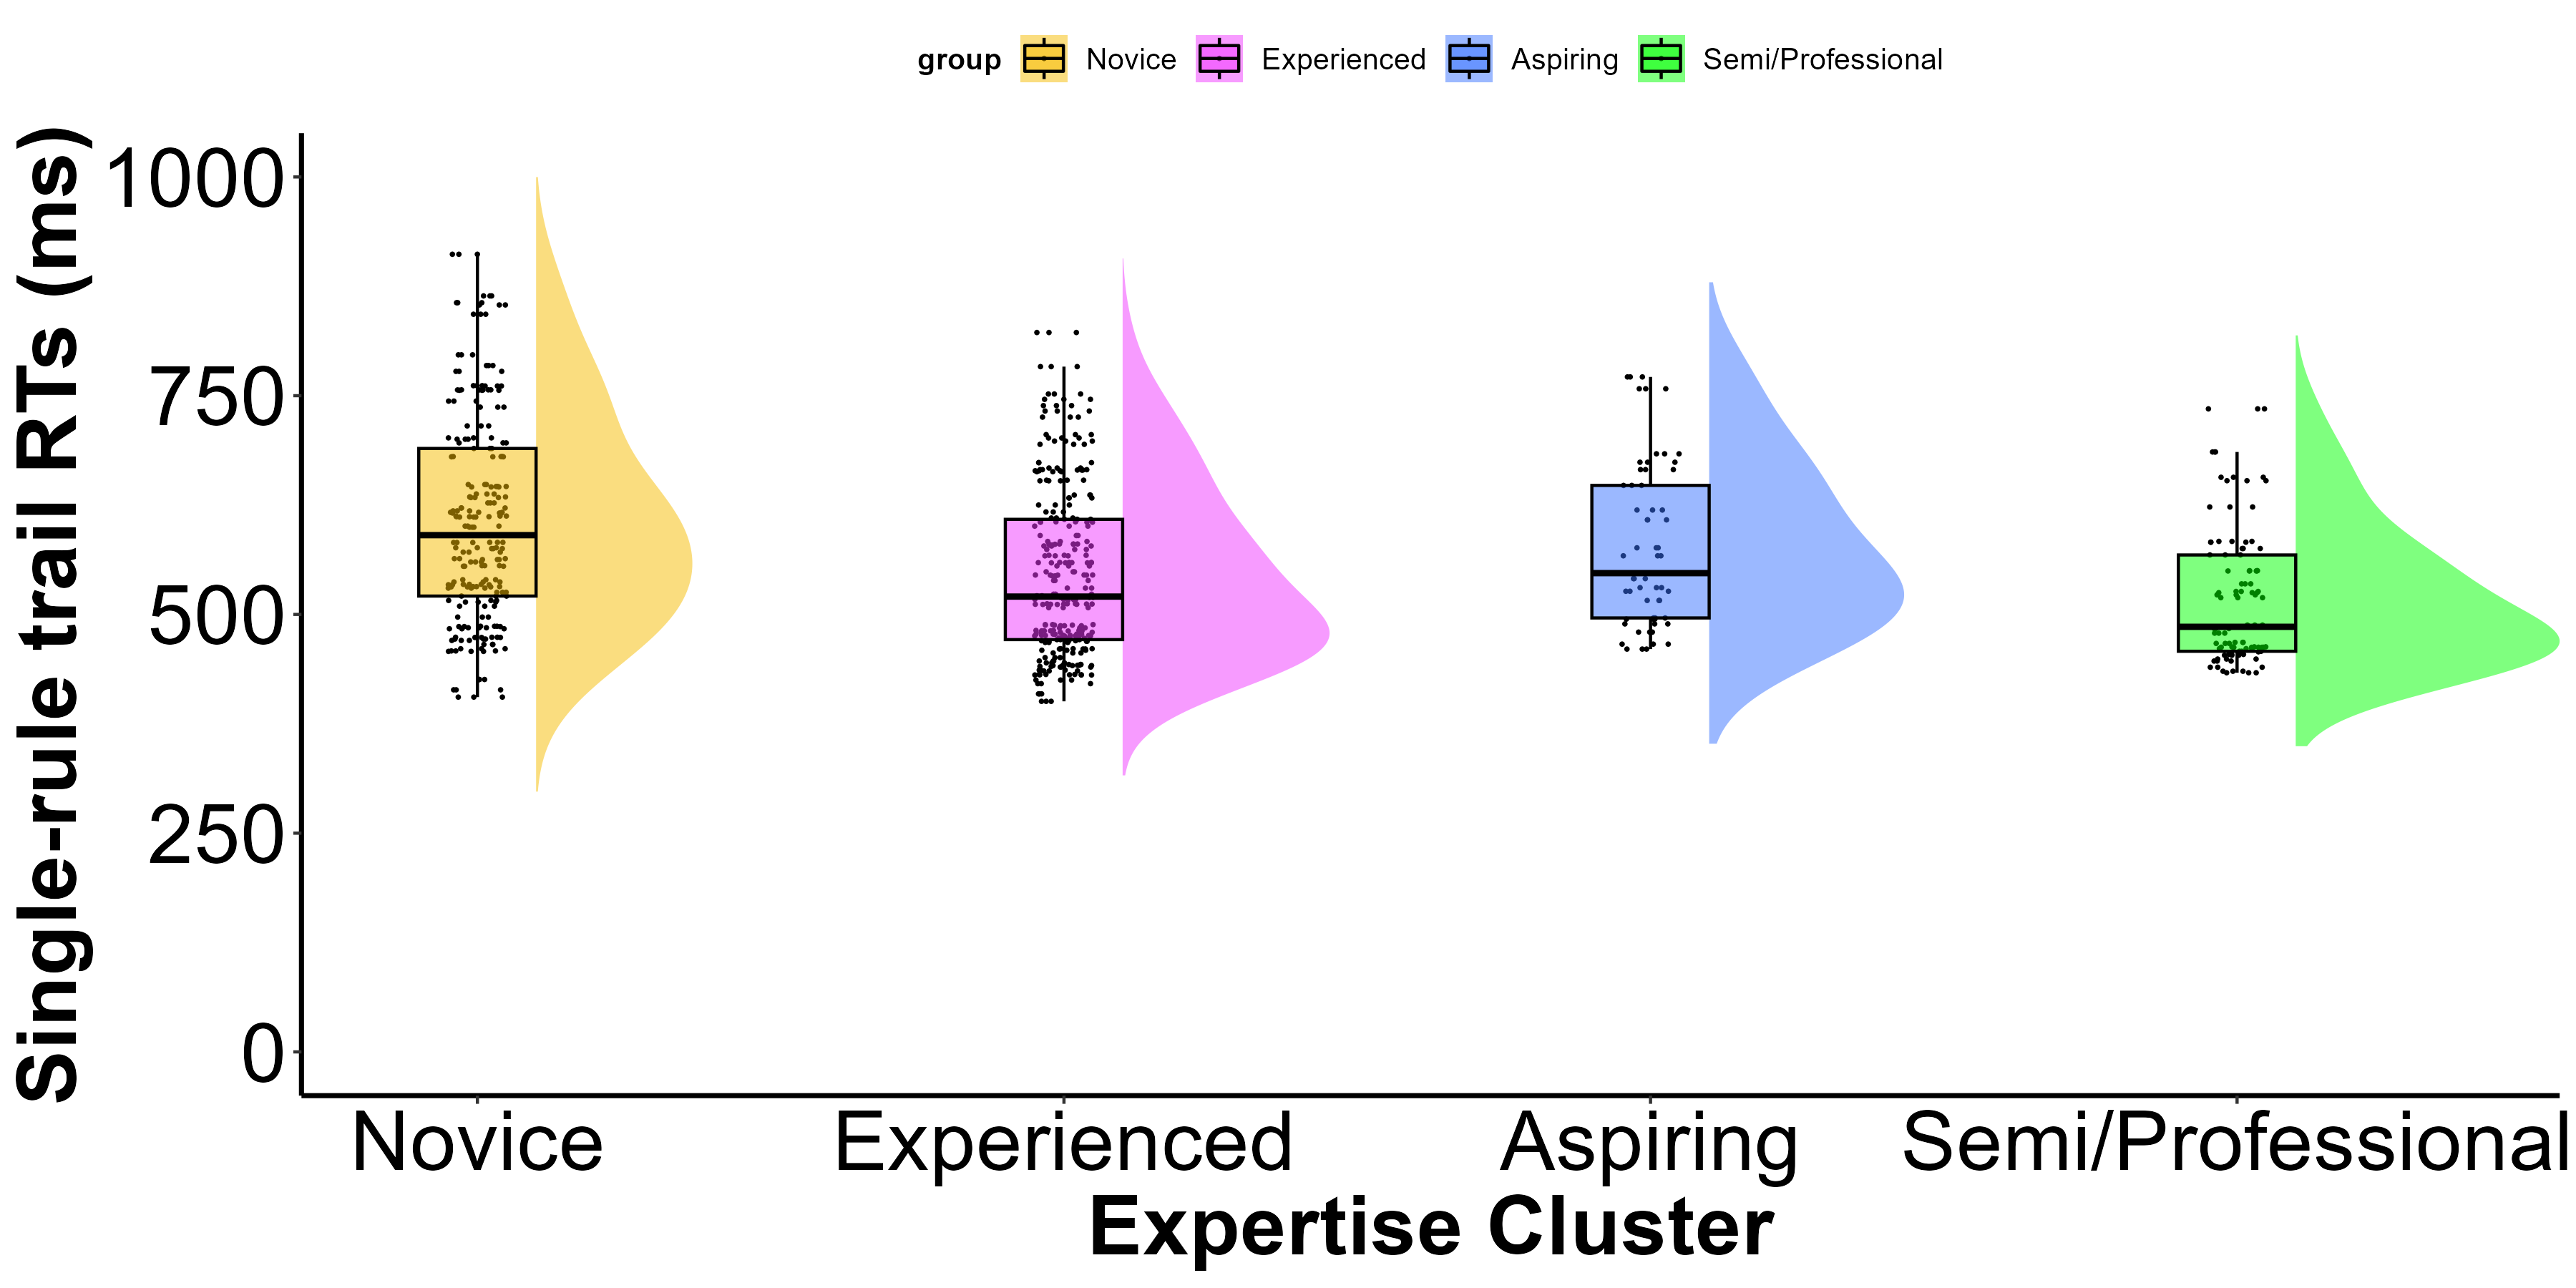 group Novice Experienced Aspiring Semi/Professional
Single-rule trail RTs (ms)
1000
750
500
250
0
Novice Experienced Aspiring Semi/Professional
Expertise Cluster